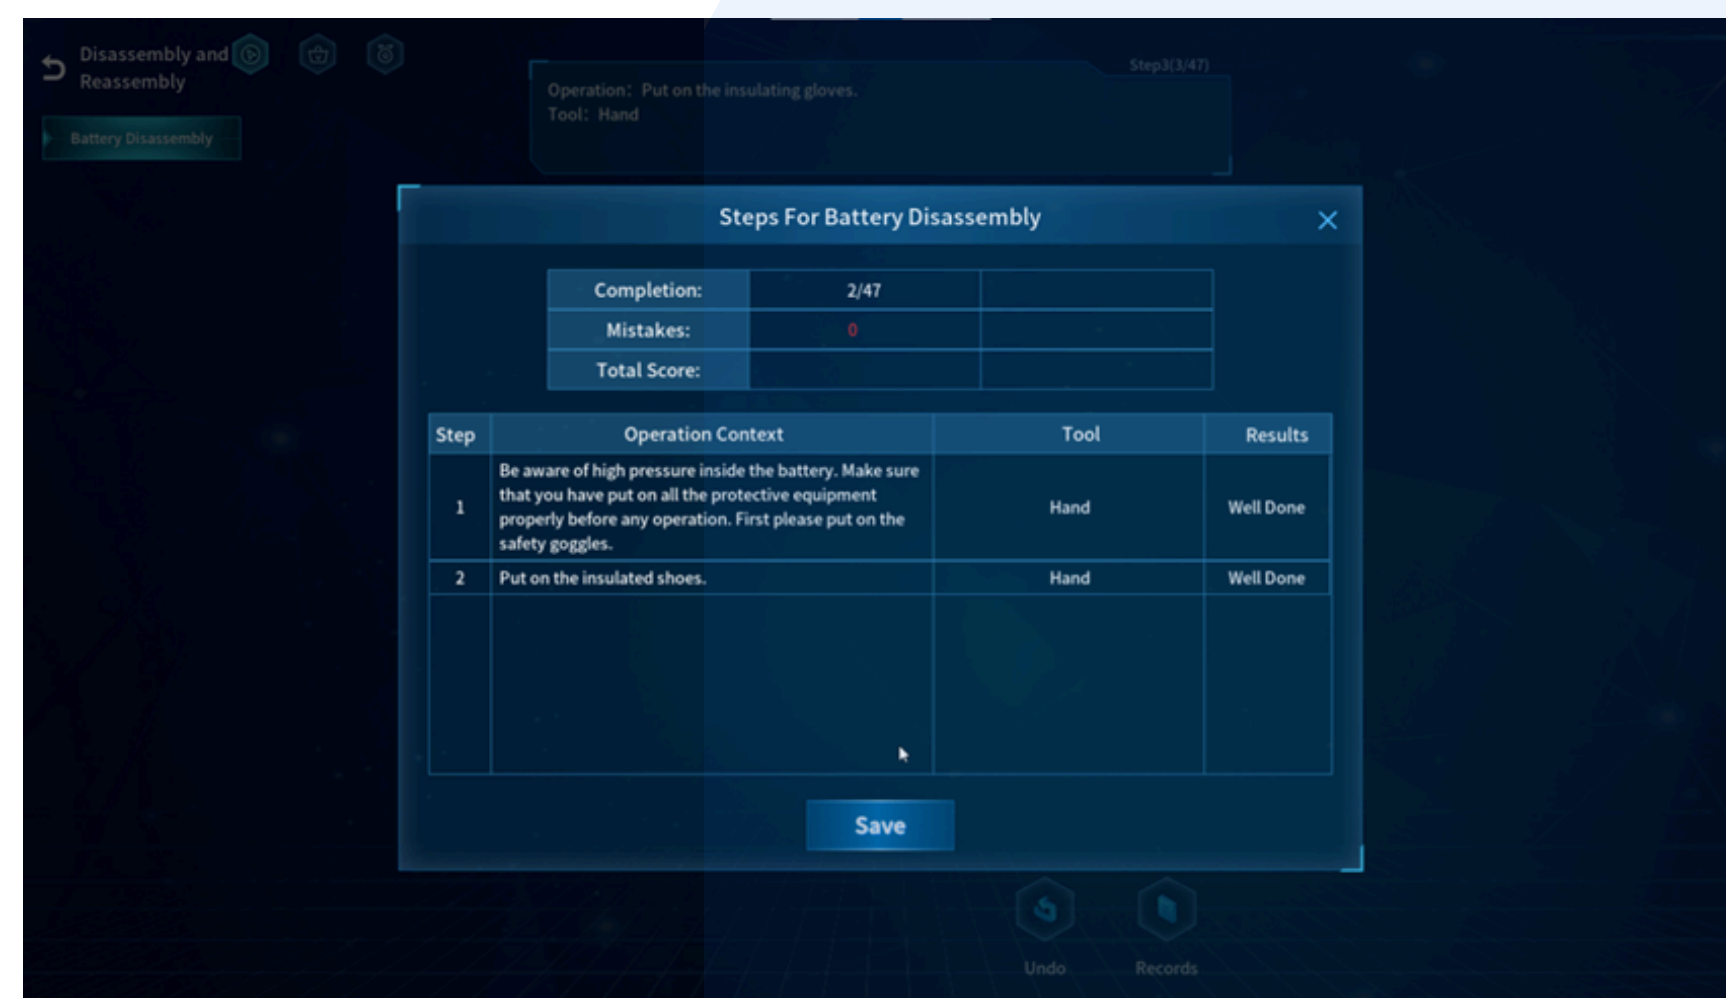 Disassembly and
Reassembly
Battery Disassembly
Step3(3/47)
Operation: Put on the insulating gloves.
Tool: Hand
Steps For Battery Disassembly
Completion: 2/47
Mistakes: 0
Total Score:
Step Operation Context Tool Results
1 Be aware of high pressure inside the battery. Make sure
that you have put on all the protective equipment
properly before any operation. First please put on the
safety goggles. Hand Well Done
2 Put on the insulated shoes. Hand Well Done
Save
Undo Records